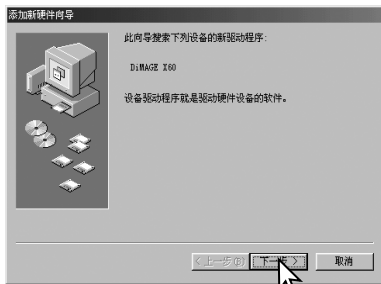 添加新硬件向导
此向导搜索下列设备的新驱动程序:
DiMAGE X60
设备驱动程序就是驱动硬件设备的软件。
< 上一步(B) 下一步 > 取消